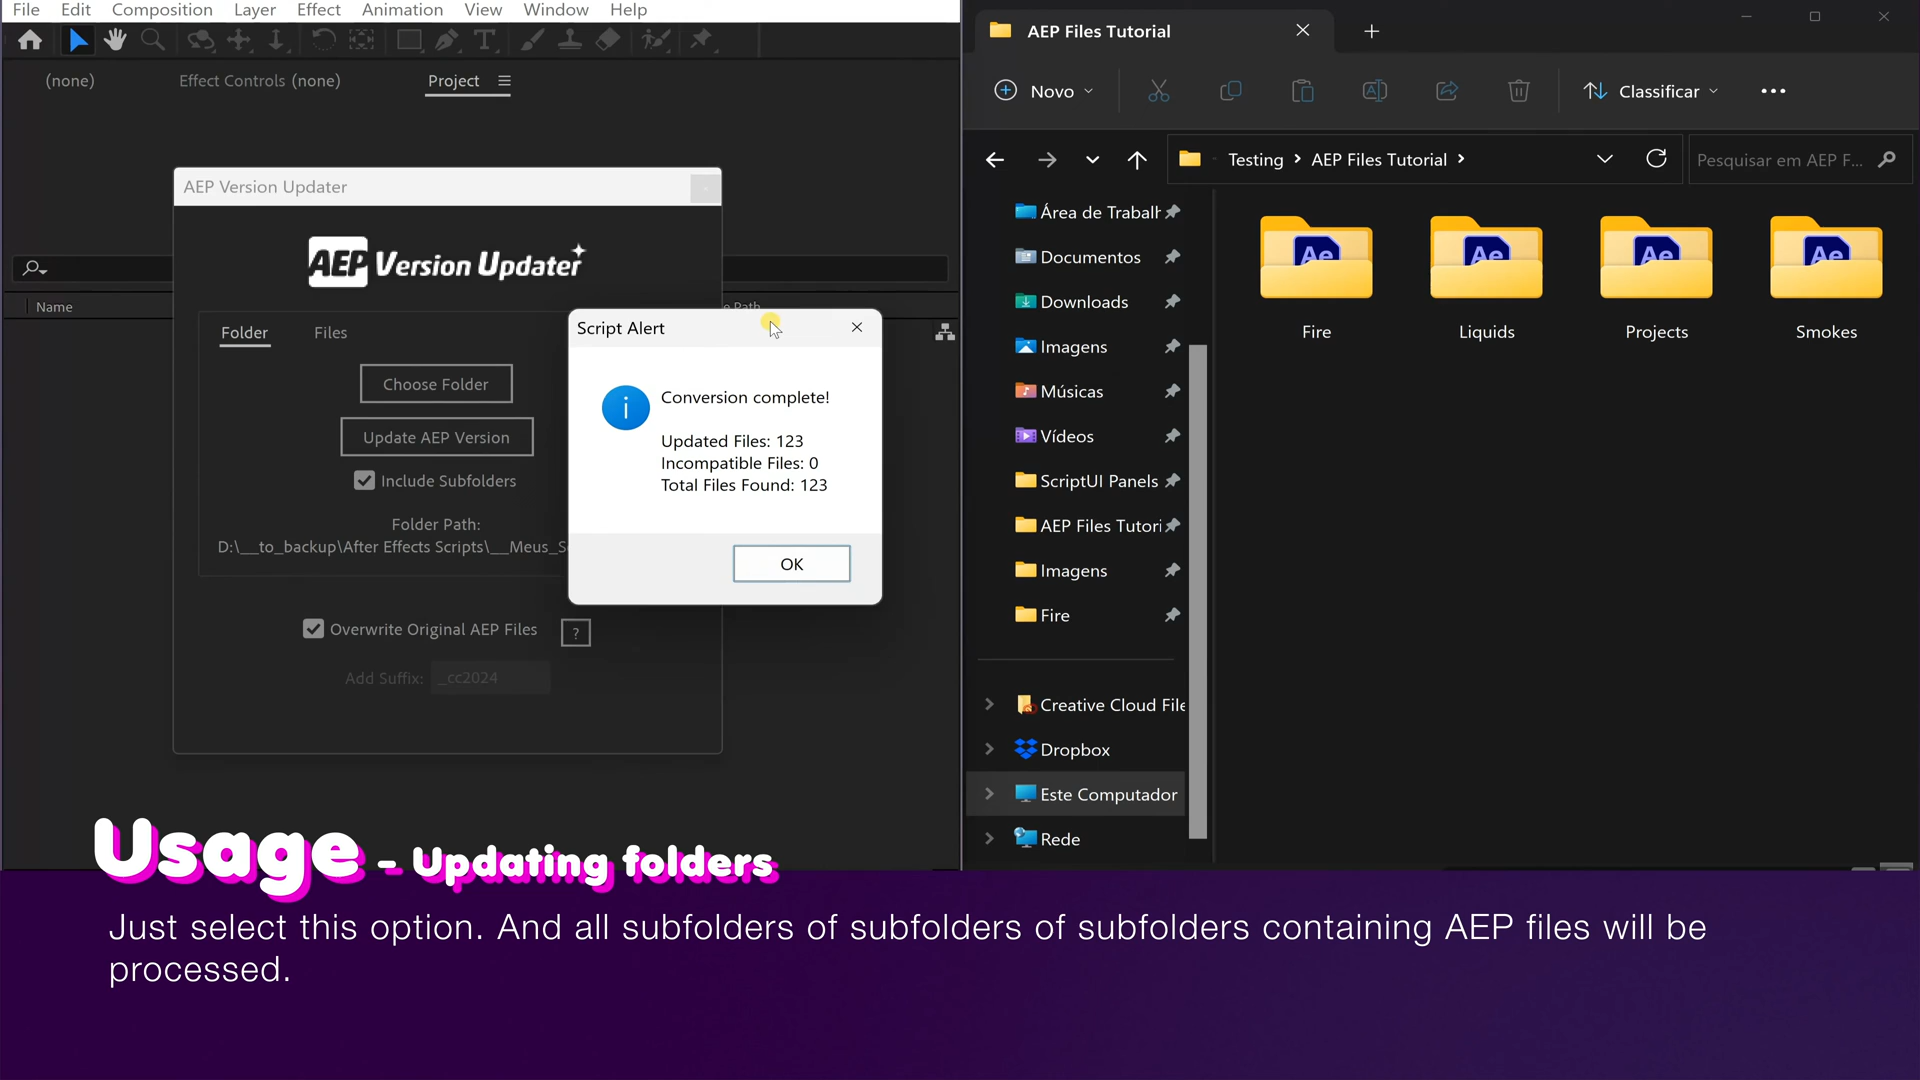 File Edit Composition Layer Effect Animation View Window Help
(none) Effect Controls (none) Project
AEP Version Updater
AEP Version Updater
Name
e Path
Folder Files
Choose Folder
Update AEP Version
Include Subfolders
Folder Path:
D:\__to_backup\After Effects Scripts\__Meus_S
Overwrite Original AEP Files ?
Add Suffix: _cc2024
Script Alert
Conversion complete!
Updated Files: 123
Incompatible Files: 0
Total Files Found: 123
OK
AEP Files Tutorial
Novo Classificar
Testing AEP Files Tutorial
Pesquisar em AEP F...
Área de Trabalh
Documentos
Downloads
Imagens
Músicas
Vídeos
ScriptUI Panels
AEP Files Tutori
Imagens
Fire
Creative Cloud File
Dropbox
Este Computador
Rede
Ae Ae Ae Ae
Fire Liquids Projects Smokes
Usage - Updating folders
Just select this option. And all subfolders of subfolders of subfolders containing AEP files will be
processed.